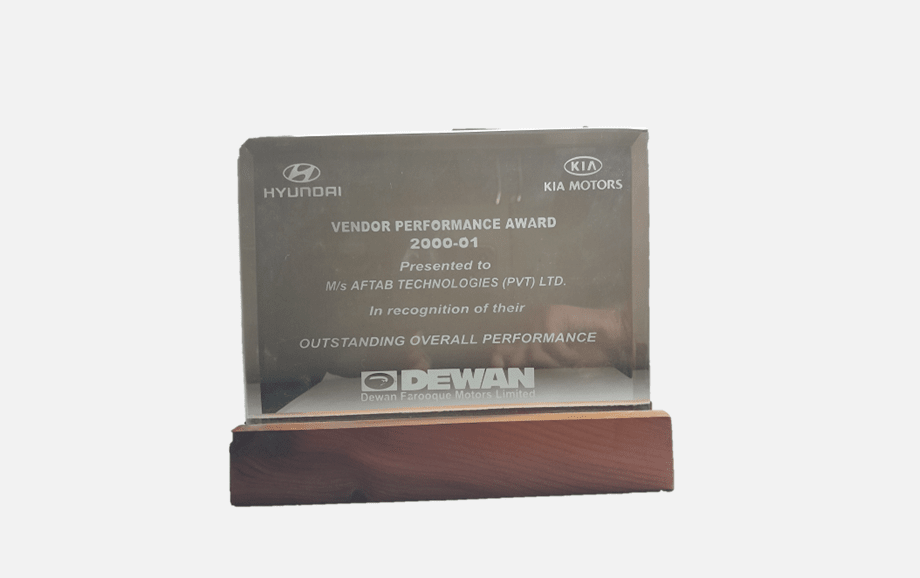 HYUNDAI
KIA
KIA MOTORS
VENDOR PERFORMANCE AWARD
2000-01
Presented to
M/s AFTAB TECHNOLOGIES (PVT) LTD.
In recognition of their
OUTSTANDING OVERALL PERFORMANCE
DEWAN
Dewan Farooque Motors Limited